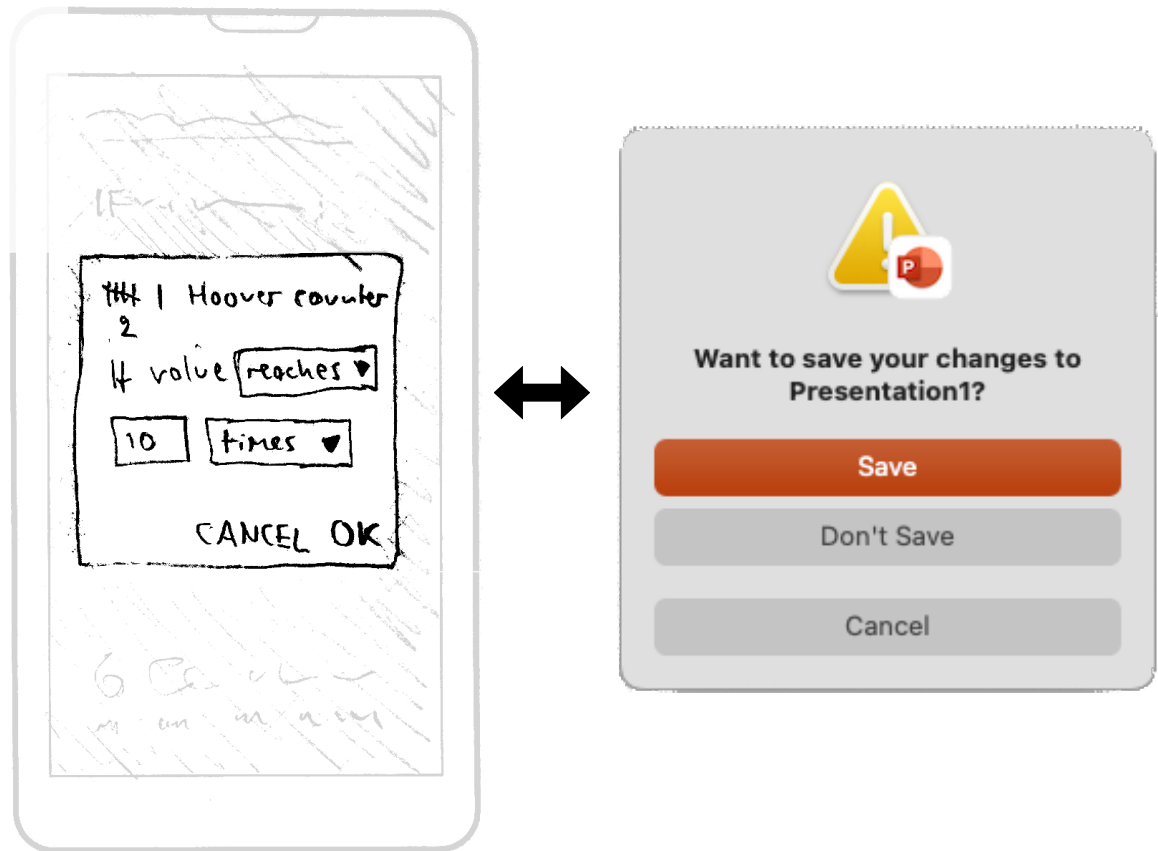 1 Hoover counter
2
If value reaches
10 times
CANCEL OK
P
Want to save your changes to
Presentation1?
Save
Don't Save
Cancel